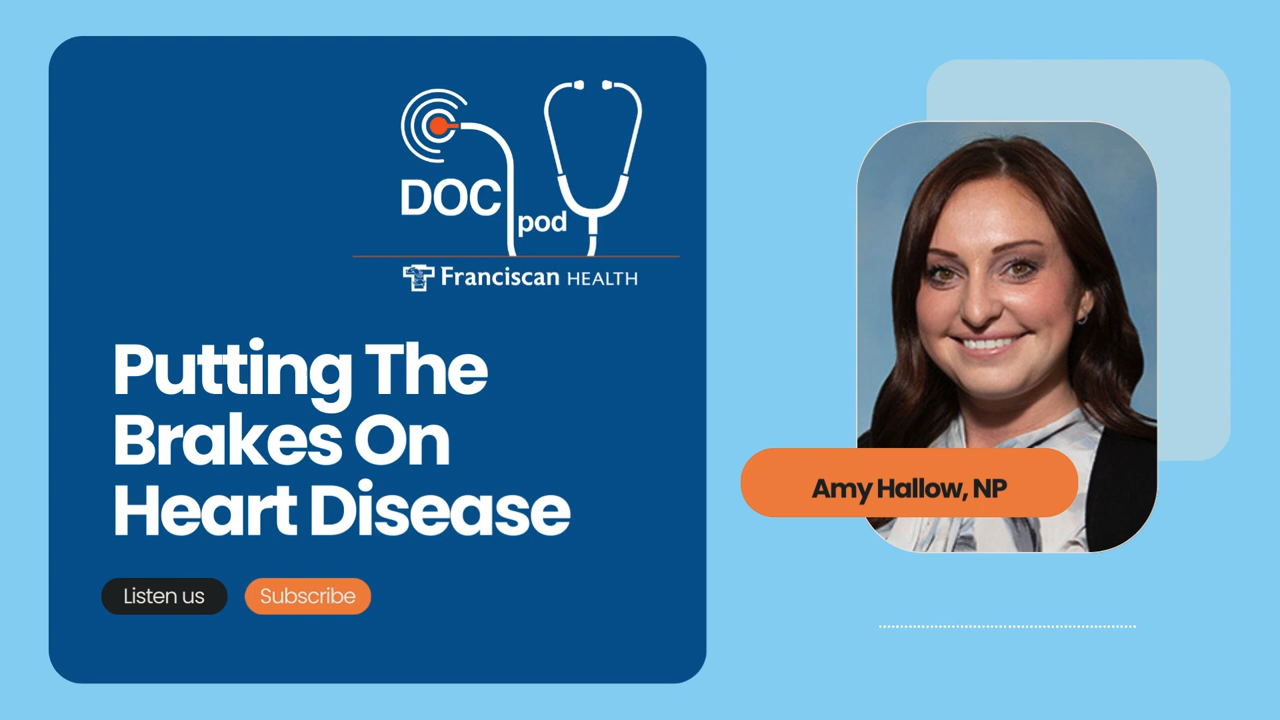 DOC
pod
Franciscan HEALTH
Putting The
Brakes On
Heart Disease
Listen us
Subscribe
Amy Hallow, NP